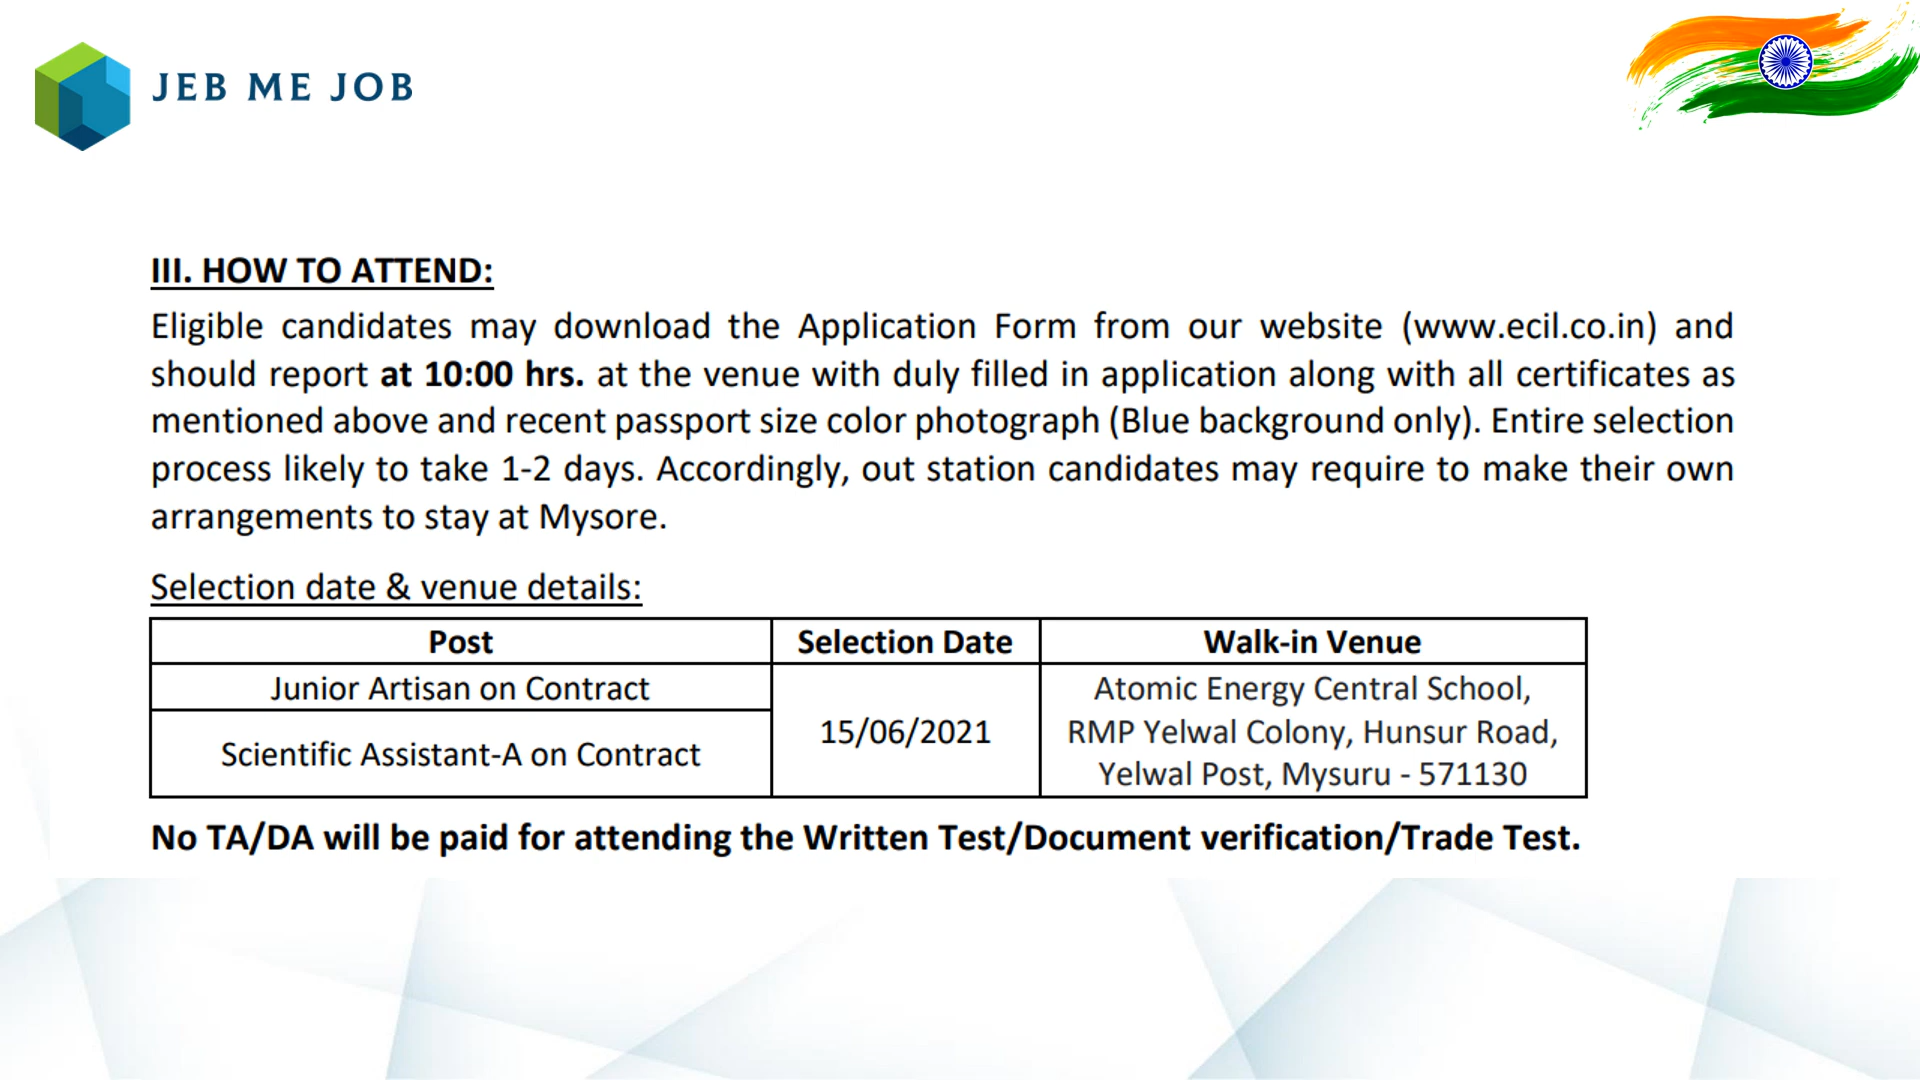 JEB ME JOB
III. HOW TO ATTEND:
Eligible candidates may download the Application Form from our website (www.ecil.co.in) and
should report at 10:00 hrs. at the venue with duly filled in application along with all certificates as
mentioned above and recent passport size color photograph (Blue background only). Entire selection
process likely to take 1-2 days. Accordingly, out station candidates may require to make their own
arrangements to stay at Mysore.
Selection date & venue details:
Post Selection Date Walk-in Venue
Junior Artisan on Contract
Scientific Assistant-A on Contract
15/06/2021
Atomic Energy Central School,
RMP Yelwal Colony, Hunsur Road,
Yelwal Post, Mysuru - 571130
No TA/DA will be paid for attending the Written Test/Document verification/Trade Test.